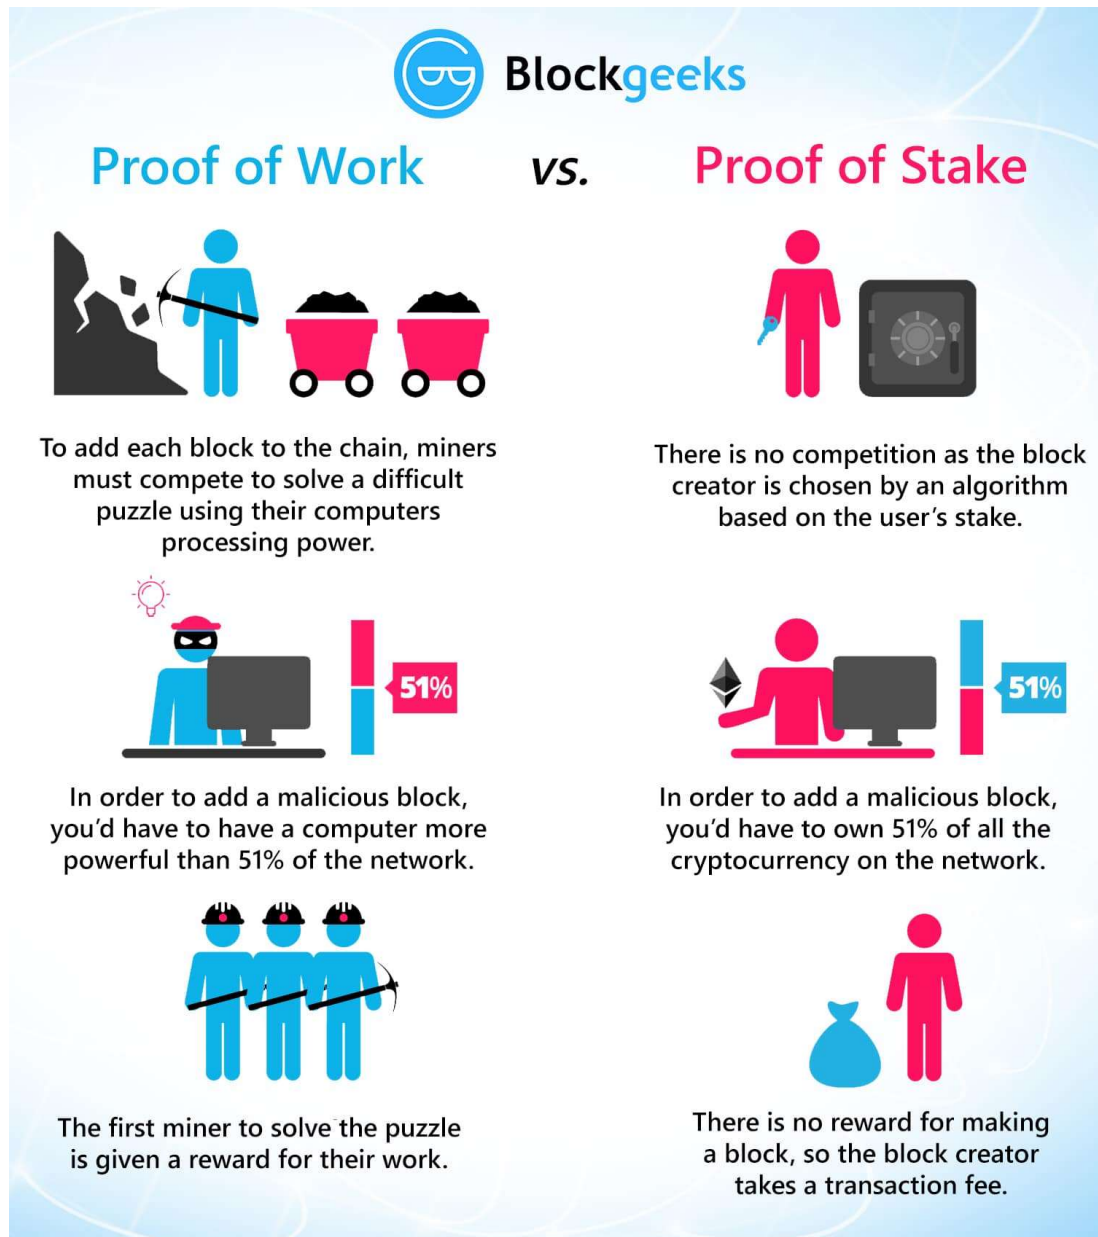 Blockgeeks
Proof of Work
vs.
Proof of Stake
To add each block to the chain, miners
must compete to solve a difficult
puzzle using their computers
processing power.
There is no competition as the block
creator is chosen by an algorithm
based on the user's stake.
51%
51%
In order to add a malicious block,
you'd have to have a computer more
powerful than 51% of the network.
In order to add a malicious block,
you'd have to own 51% of all the
cryptocurrency on the network.
The first miner to solve the puzzle
is given a reward for their work.
There is no reward for making
a block, so the block creator
takes a transaction fee.